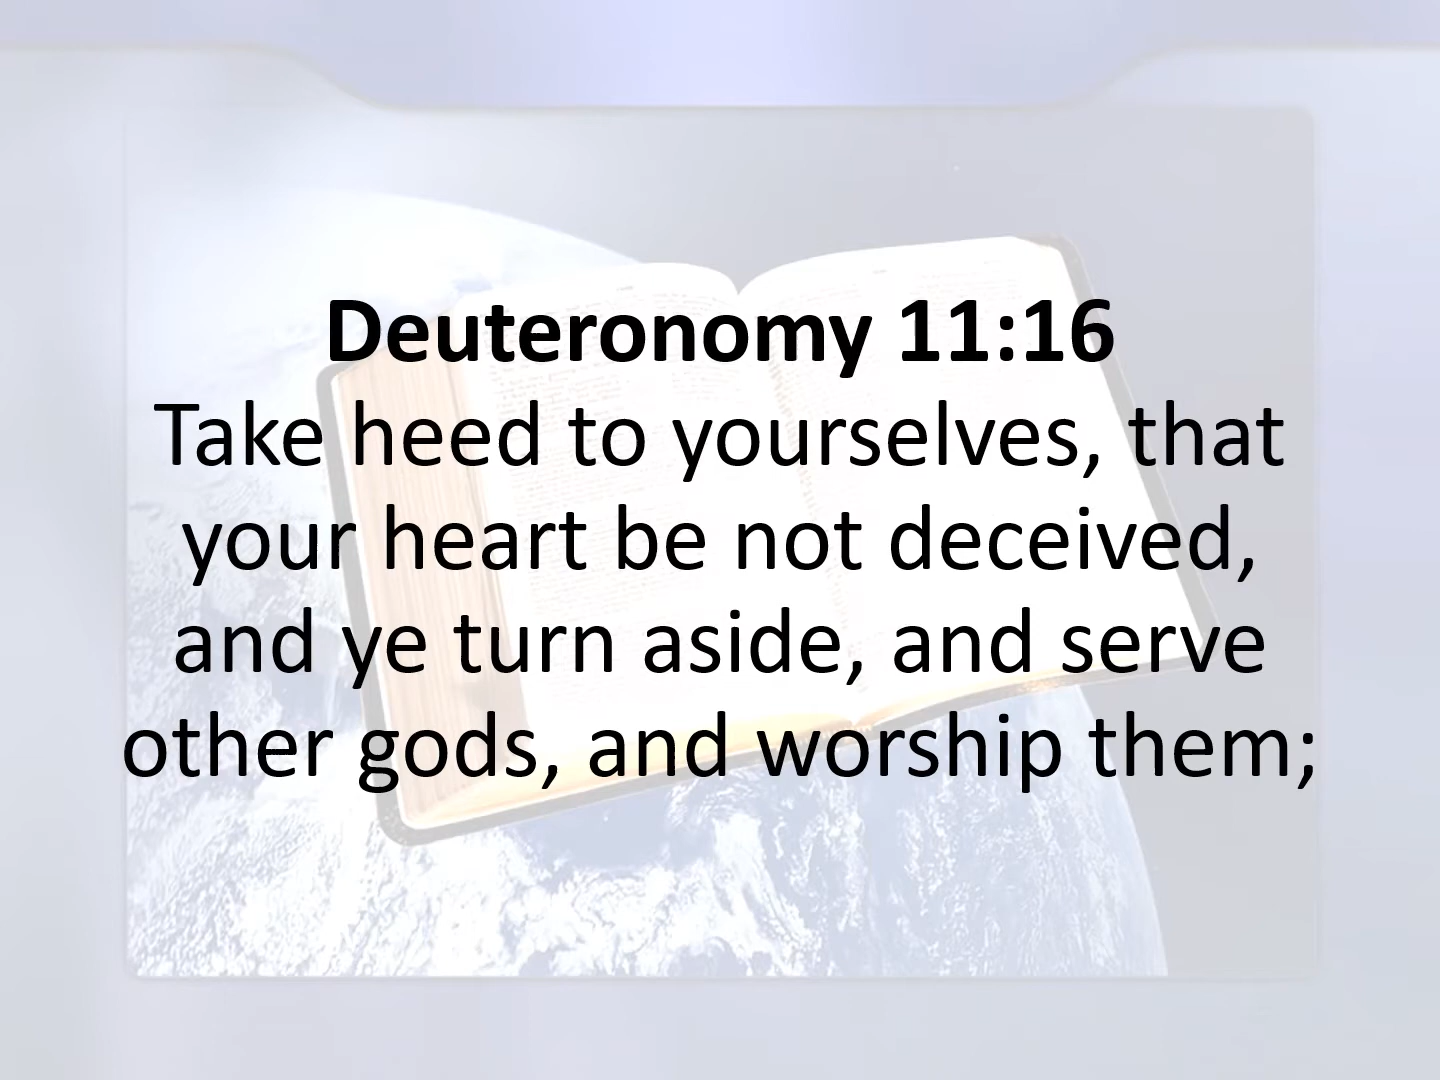 Deuteronomy 11:16
Take heed to yourselves, that
your heart be not deceived,
and ye turn aside, and serve
other gods, and worship them;